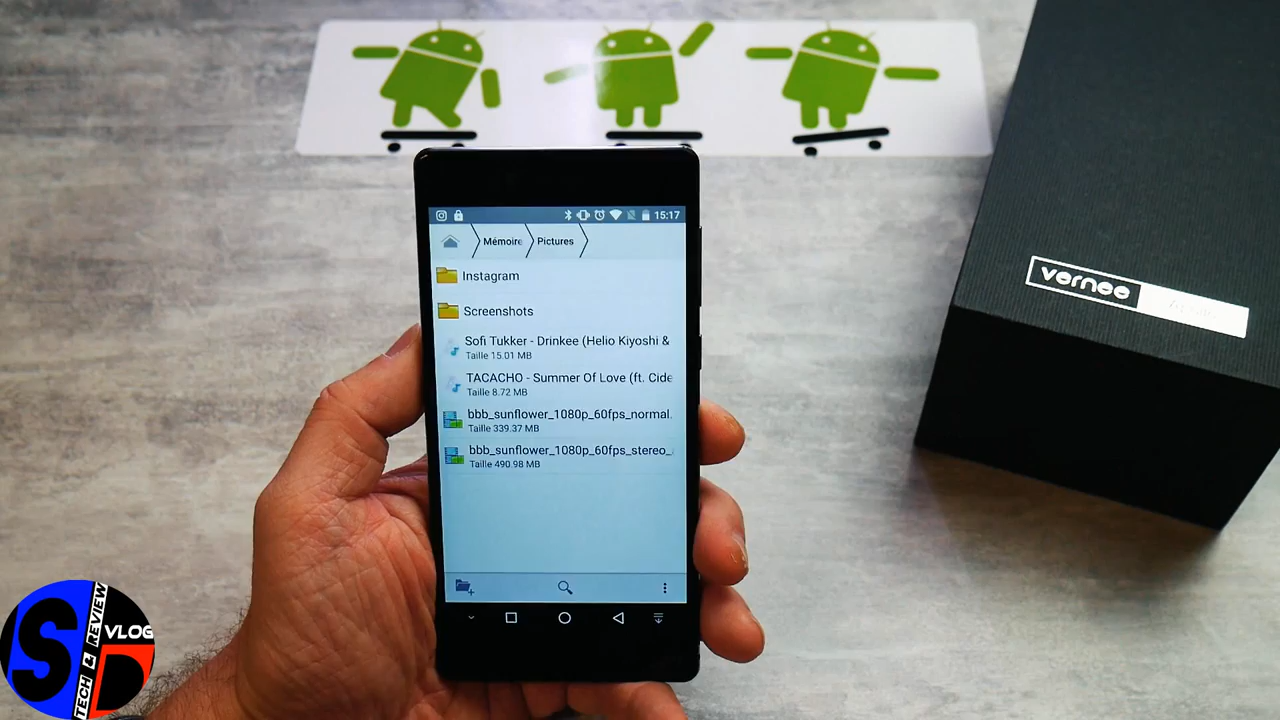 15:17
Mémoire
Pictures
Instagram
Screenshots
Sofi Tukker - Drinkee (Helio Kiyoshi &
Taille 15.01 MB
TACACHO - Summer Of Love (ft. Cide
Taille 8.72 MB
bbb_sunflower_1080p_60fps_normal.
Taille 339.37 MB
bbb_sunflower_1080p_60fps_stereo_
Taille 490.98 MB
vernee
SD
TECH & REVIEW
VLOG